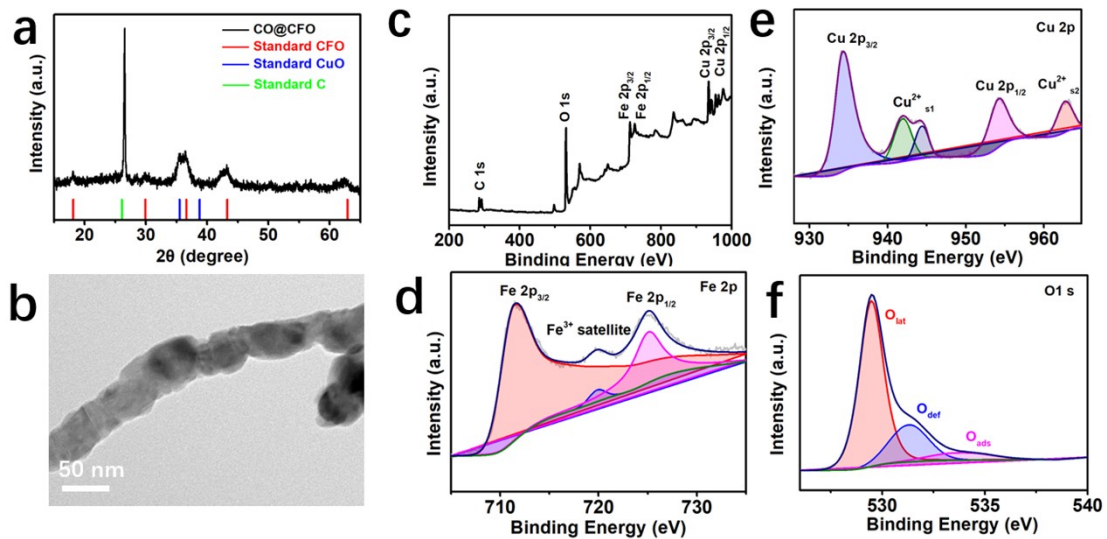 a
CO@CFO
Standard CFO
Standard CuO
Standard C
Intensity (a.u.)
20 30 40 50 60
2θ (degree)
b
50 nm
c
Intensity (a.u.)
C 1s
O 1s
Fe 2p3/2
Fe 2p1/2
Cu 2p3/2
Cu 2p1/2
200 400 600 800 1000
Binding Energy (eV)
d
Fe 2p3/2
Fe3+ satellite
Fe 2p1/2
Fe 2p
Intensity (a.u.)
710 720 730
Binding Energy (eV)
e
Cu 2p
Cu 2p3/2
Cu2+s1
Cu 2p1/2
Cu2+s2
Intensity (a.u.)
930 940 950 960
Binding Energy (eV)
f
O1 s
Olat
Odef
Oads
Intensity (a.u.)
530 535 540
Binding Energy (eV)